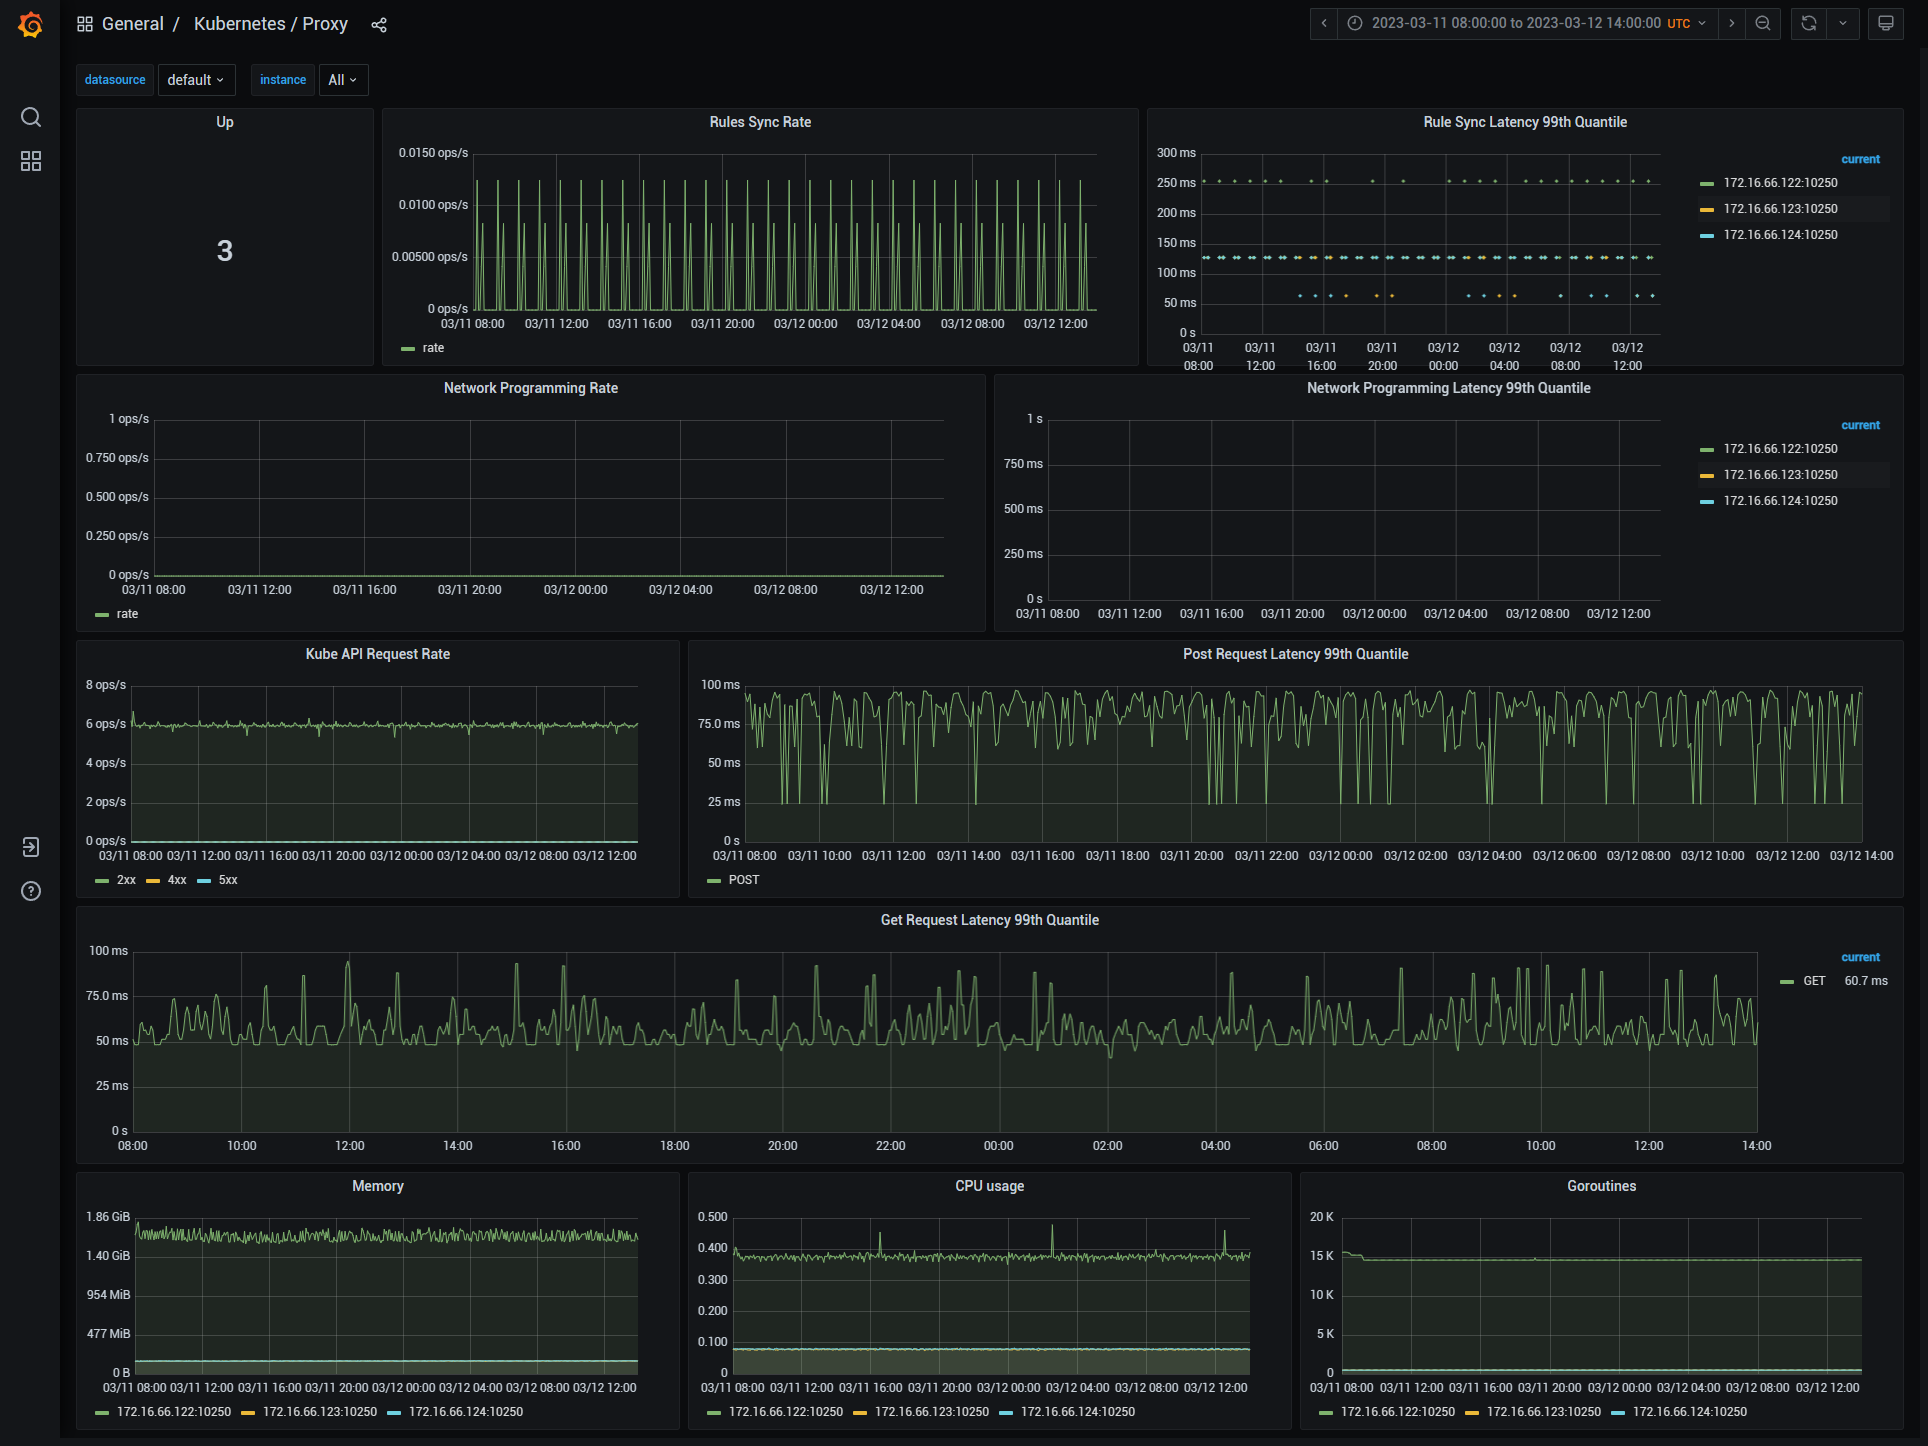 General / Kubernetes / Proxy
2023-03-11 08:00:00 to 2023-03-12 14:00:00 UTC
datasource default instance All
Up
3
Rules Sync Rate
0.0150 ops/s
0.0100 ops/s
0.00500 ops/s
0 ops/s
03/11 08:00 03/11 12:00 03/11 16:00 03/11 20:00 03/12 00:00 03/12 04:00 03/12 08:00 03/12 12:00
rate
Rule Sync Latency 99th Quantile
300 ms
250 ms
200 ms
150 ms
100 ms
50 ms
0 s
03/11 03/11 03/11 03/11 03/12 03/12 03/12 03/12
08:00 12:00 16:00 20:00 00:00 04:00 08:00 12:00
current
172.16.66.122:10250
172.16.66.123:10250
172.16.66.124:10250
Network Programming Rate
1 ops/s
0.750 ops/s
0.500 ops/s
0.250 ops/s
0 ops/s
03/11 08:00 03/11 12:00 03/11 16:00 03/11 20:00 03/12 00:00 03/12 04:00 03/12 08:00 03/12 12:00
rate
Network Programming Latency 99th Quantile
1 s
750 ms
500 ms
250 ms
0 s
03/11 08:00 03/11 12:00 03/11 16:00 03/11 20:00 03/12 00:00 03/12 04:00 03/12 08:00 03/12 12:00
current
172.16.66.122:10250
172.16.66.123:10250
172.16.66.124:10250
Kube API Request Rate
8 ops/s
6 ops/s
4 ops/s
2 ops/s
0 ops/s
03/11 08:00 03/11 12:00 03/11 16:00 03/11 20:00 03/12 00:00 03/12 04:00 03/12 08:00 03/12 12:00
2xx 4xx 5xx
Post Request Latency 99th Quantile
100 ms
75.0 ms
50 ms
25 ms
0 s
03/11 08:00 03/11 10:00 03/11 12:00 03/11 14:00 03/11 16:00 03/11 18:00 03/11 20:00 03/11 22:00 03/12 00:00 03/12 02:00 03/12 04:00 03/12 06:00 03/12 08:00 03/12 10:00 03/12 12:00 03/12 14:00
POST
Get Request Latency 99th Quantile
100 ms
75.0 ms
50 ms
25 ms
0 s
08:00 10:00 12:00 14:00 16:00 18:00 20:00 22:00 00:00 02:00 04:00 06:00 08:00 10:00 12:00 14:00
current
GET 60.7 ms
Memory
1.86 GiB
1.40 GiB
954 MiB
477 MiB
0 B
03/11 08:00 03/11 12:00 03/11 16:00 03/11 20:00 03/12 00:00 03/12 04:00 03/12 08:00 03/12 12:00
172.16.66.122:10250 172.16.66.123:10250 172.16.66.124:10250
CPU usage
0.500
0.400
0.300
0.200
0.100
0
03/11 08:00 03/11 12:00 03/11 16:00 03/11 20:00 03/12 00:00 03/12 04:00 03/12 08:00 03/12 12:00
172.16.66.122:10250 172.16.66.123:10250 172.16.66.124:10250
Goroutines
20 K
15 K
10 K
5 K
0
03/11 08:00 03/11 12:00 03/11 16:00 03/11 20:00 03/12 00:00 03/12 04:00 03/12 08:00 03/12 12:00
172.16.66.122:10250 172.16.66.123:10250 172.16.66.124:10250